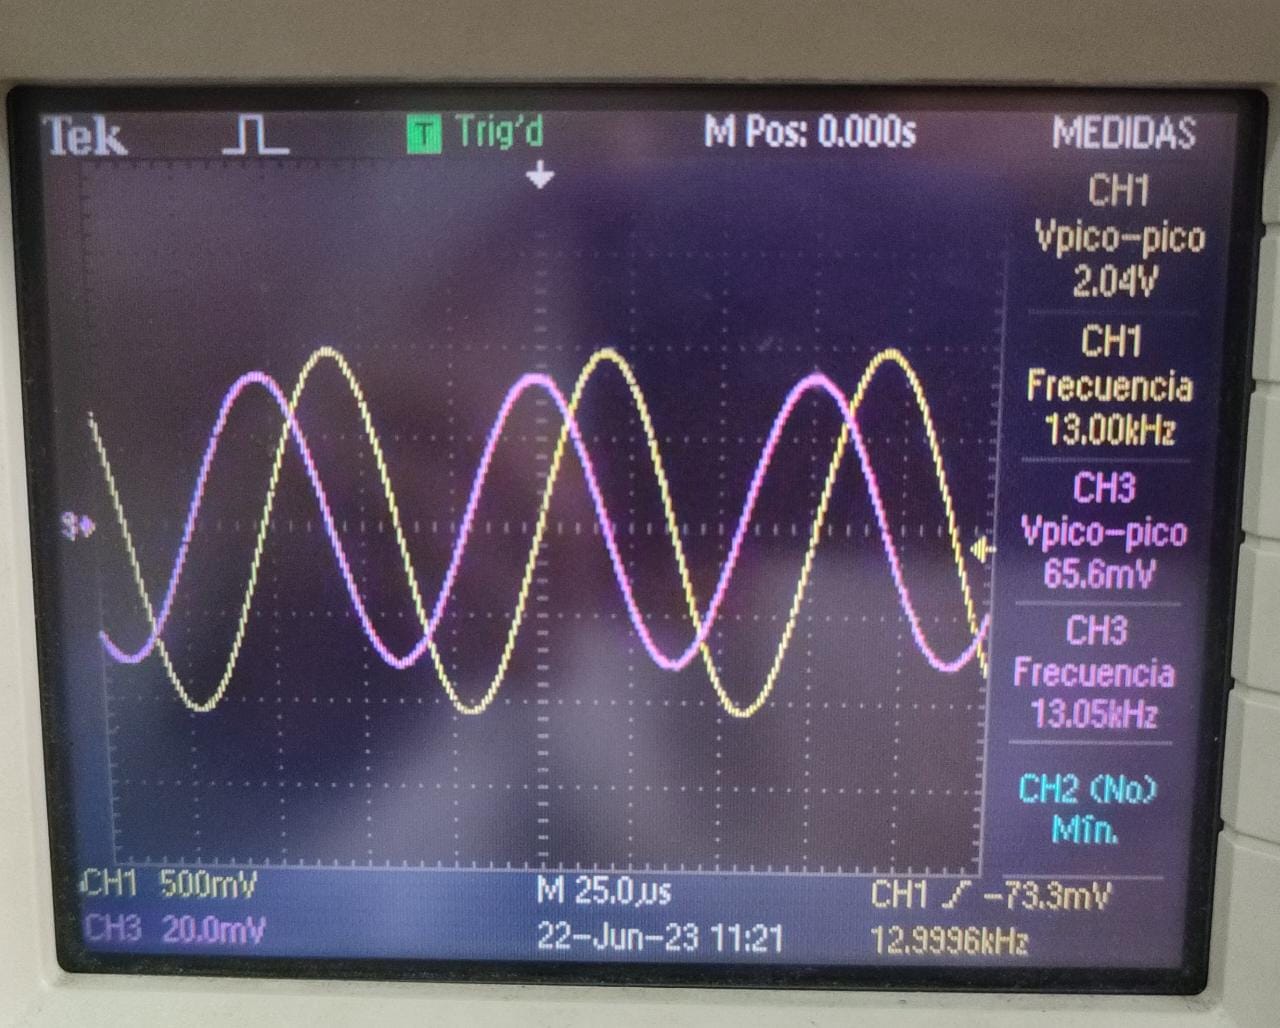 Tek T Trig'd M Pos: 0.000s MEDIDAS
CH1
Vpico-pico
2.04V
CH1
Frecuencia
13.00kHz
3
CH3
Vpico-pico
65.6mV
CH3
Frecuencia
13.05kHz
CH2 (No)
Mín.
CH1 500mV M 25.0µs CH1 -73.3mV
CH3 20.0mV 22-Jun-23 11:21 12.9996kHz